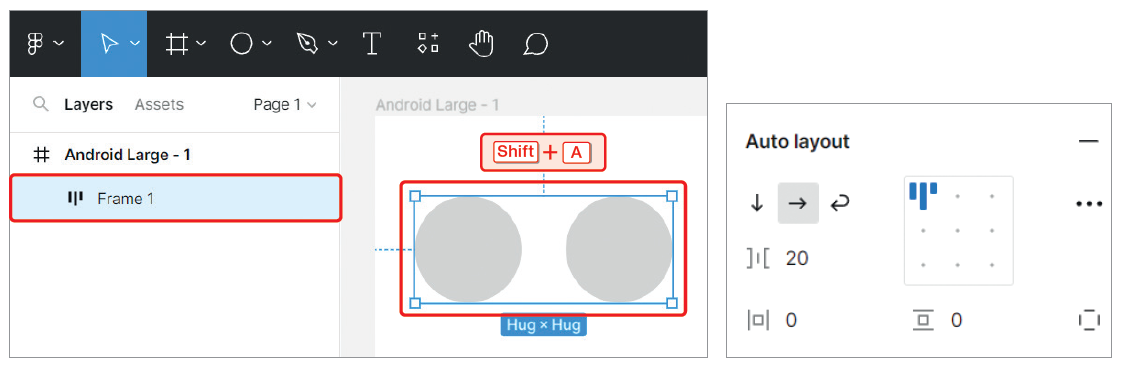 Layers Assets Page 1
Android Large - 1
Frame 1
Android Large - 1
Shift + A
Hug × Hug
Auto layout
20
0 0